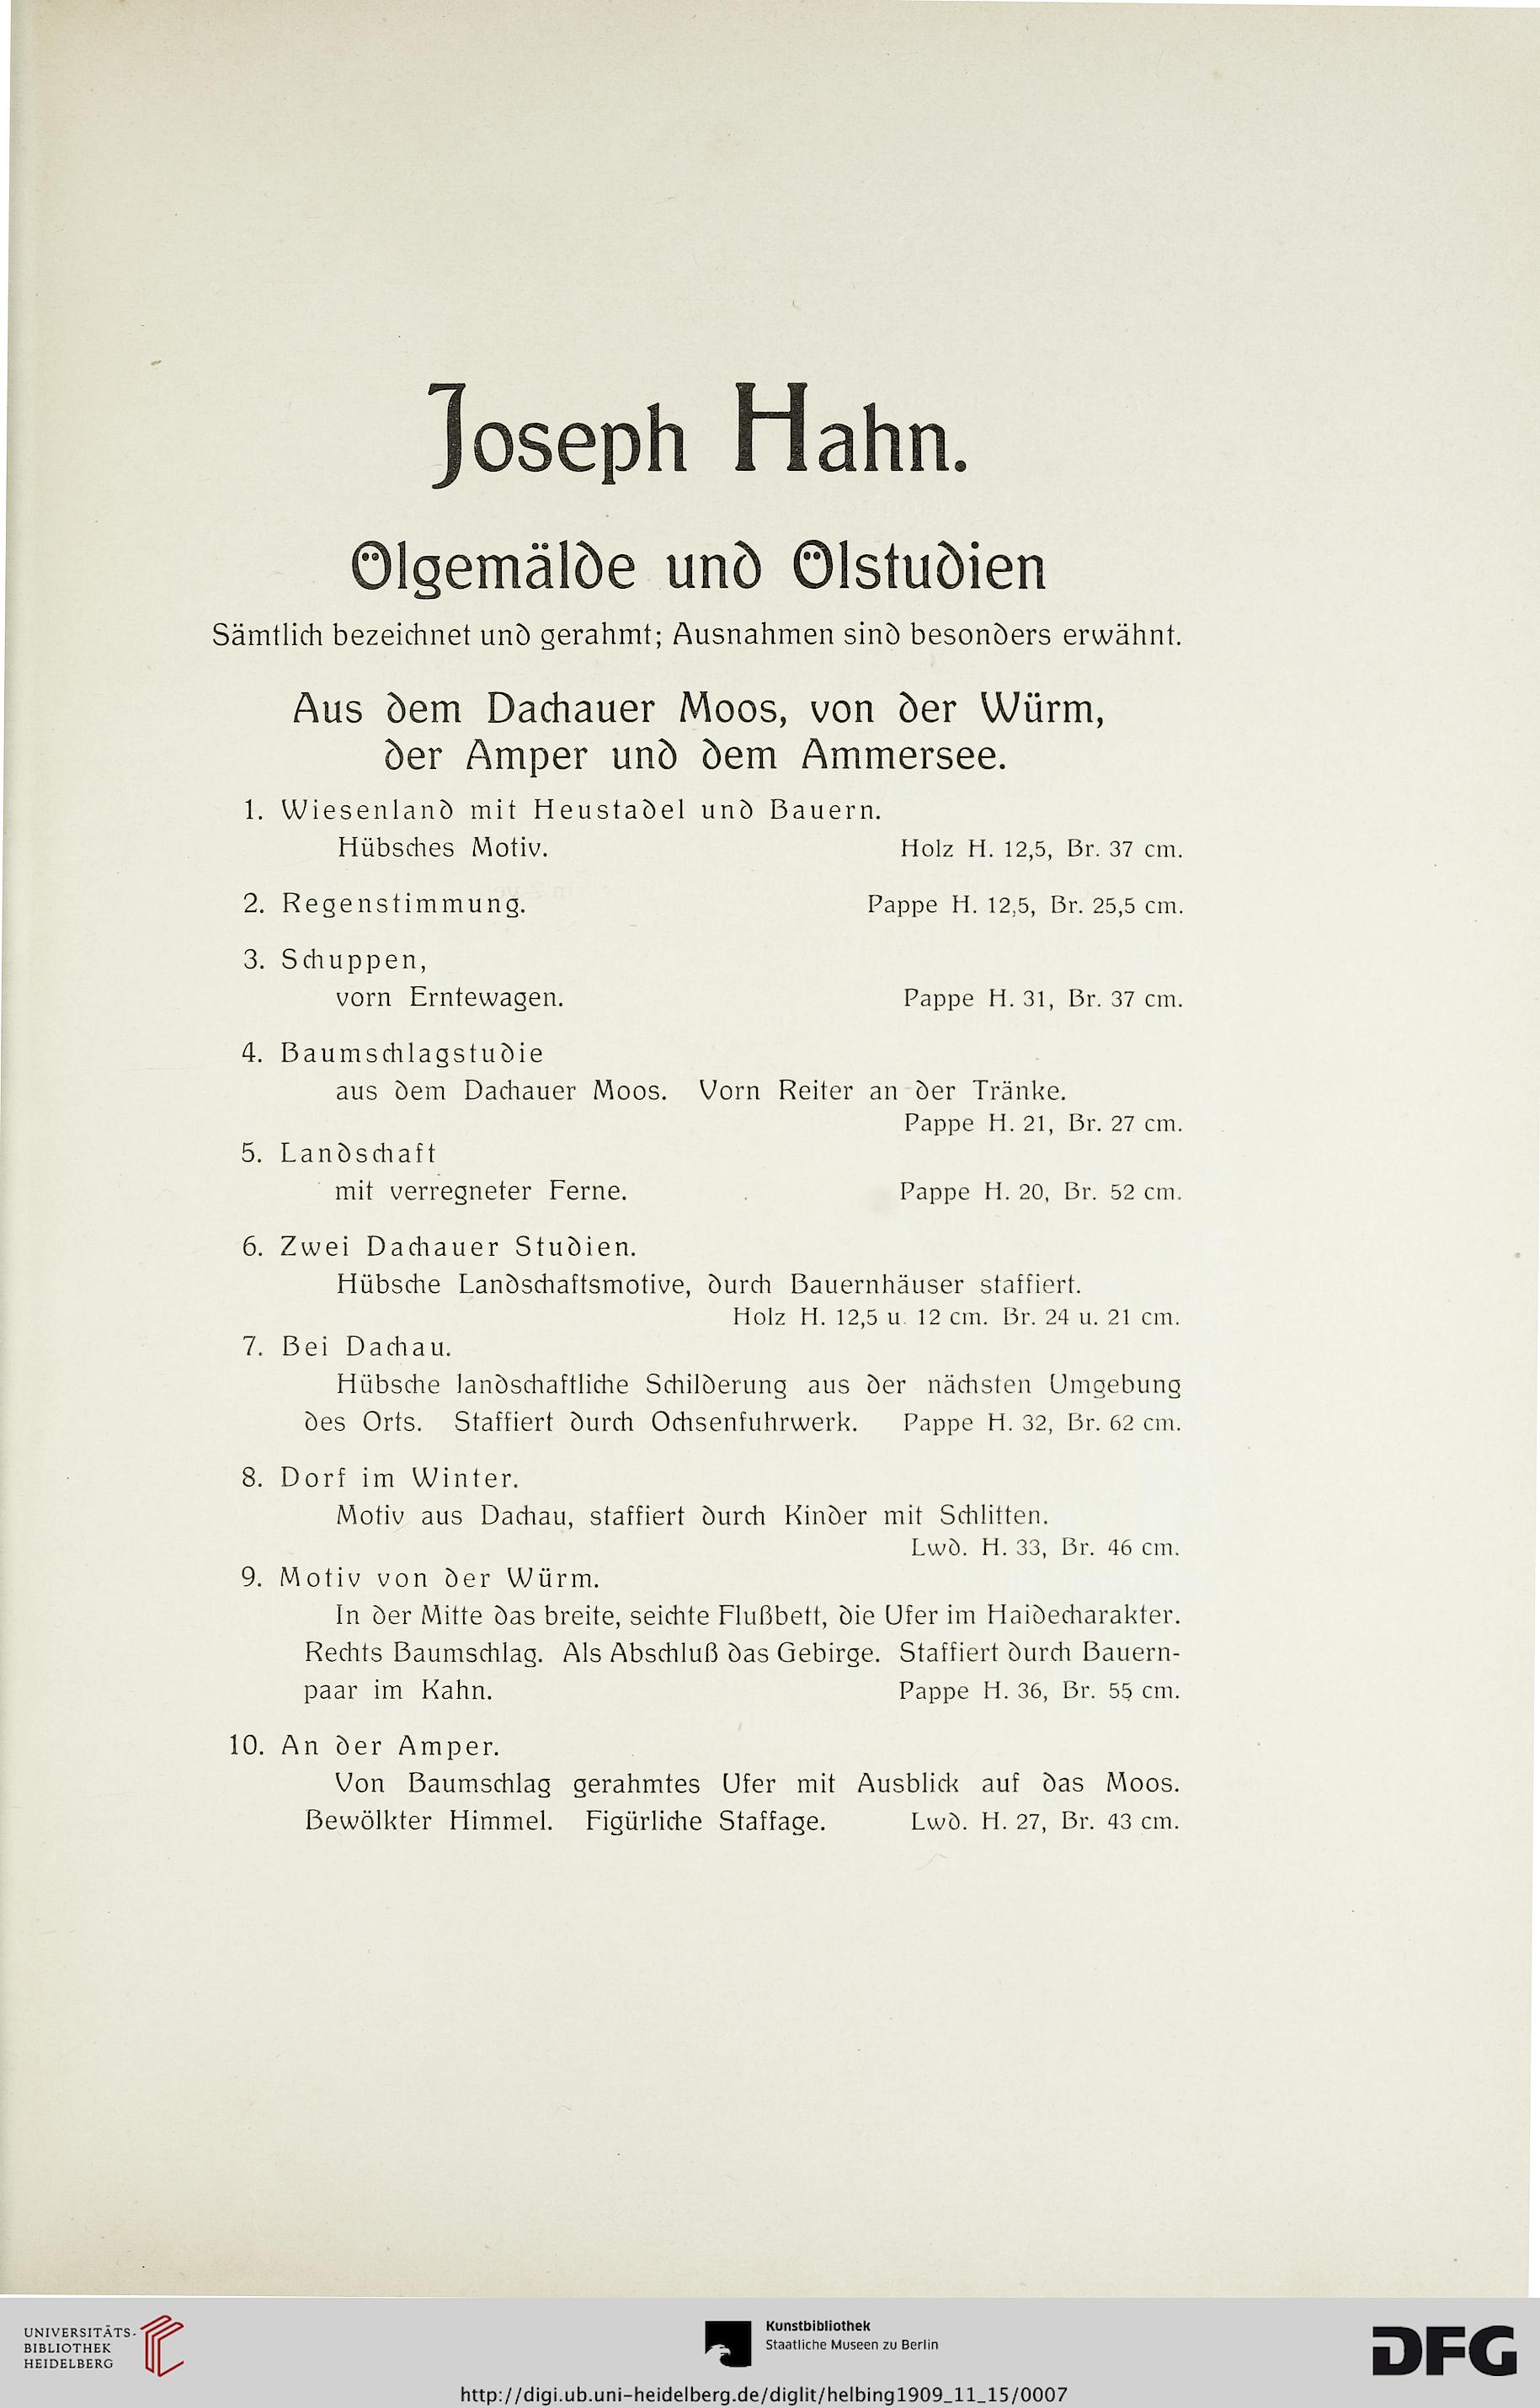 Joseph Hahn.
Ölgemälde und Ölstudien
Sämtlich bezeichnet und gerahmt; Ausnahmen sind besonders erwähnt.
Aus dem Dachauer Moos, von der Würm,
der Amper und dem Ammersee.
1. Wiesenland mit Heustadel und Bauern.
Hübsches Motiv. Holz H. 12,5, Br. 37 cm.
2. Regenstimmung. Pappe H. 12,5, Br. 25,5 cm.
3. Schuppen,
vorn Erntewagen. Pappe H. 31, Br. 37 cm.
4. Baumschlagstudie
aus dem Dachauer Moos. Vorn Reiter an der Tränke.
Pappe H. 21, Br. 27 cm.
5. Landschaft
mit verregneter Ferne. Pappe H. 20, Br. 52 cm.
6. Zwei Dachauer Studien.
Hübsche Landschaftsmotive, durch Bauernhäuser staffiert.
Holz H. 12,5 u. 12 cm. Br. 24 u. 21 cm.
7. Bei Dachau.
Hübsche landschaftliche Schilderung aus der nächsten Umgebung
des Orts. Staffiert durch Ochsenfuhrwerk. Pappe H. 32, Br. 62 cm.
8. Dorf im Winter.
Motiv aus Dachau, staffiert durch Kinder mit Schlitten.
Lwd. H. 33, Br. 46 cm.
9. Motiv von der Würm.
In der Mitte das breite, seichte Flußbett, die Ufer im Haidecharakter.
Rechts Baumschlag. Als Abschluß das Gebirge. Staffiert durch Bauern-
paar im Kahn. Pappe H. 36, Br. 55 cm.
10. An der Amper.
Von Baumschlag gerahmtes Ufer mit Ausblick auf das Moos.
Bewölkter Himmel. Figürliche Staffage. Lwd. H. 27, Br. 43 cm.
UNIVERSITÄTS-
BIBLIOTHEK
HEIDELBERG
Kunstbibliothek
Staatliche Museen zu Berlin
DFG
http://digi.ub.uni-heidelberg.de/diglit/helbing1909_11_15/0007